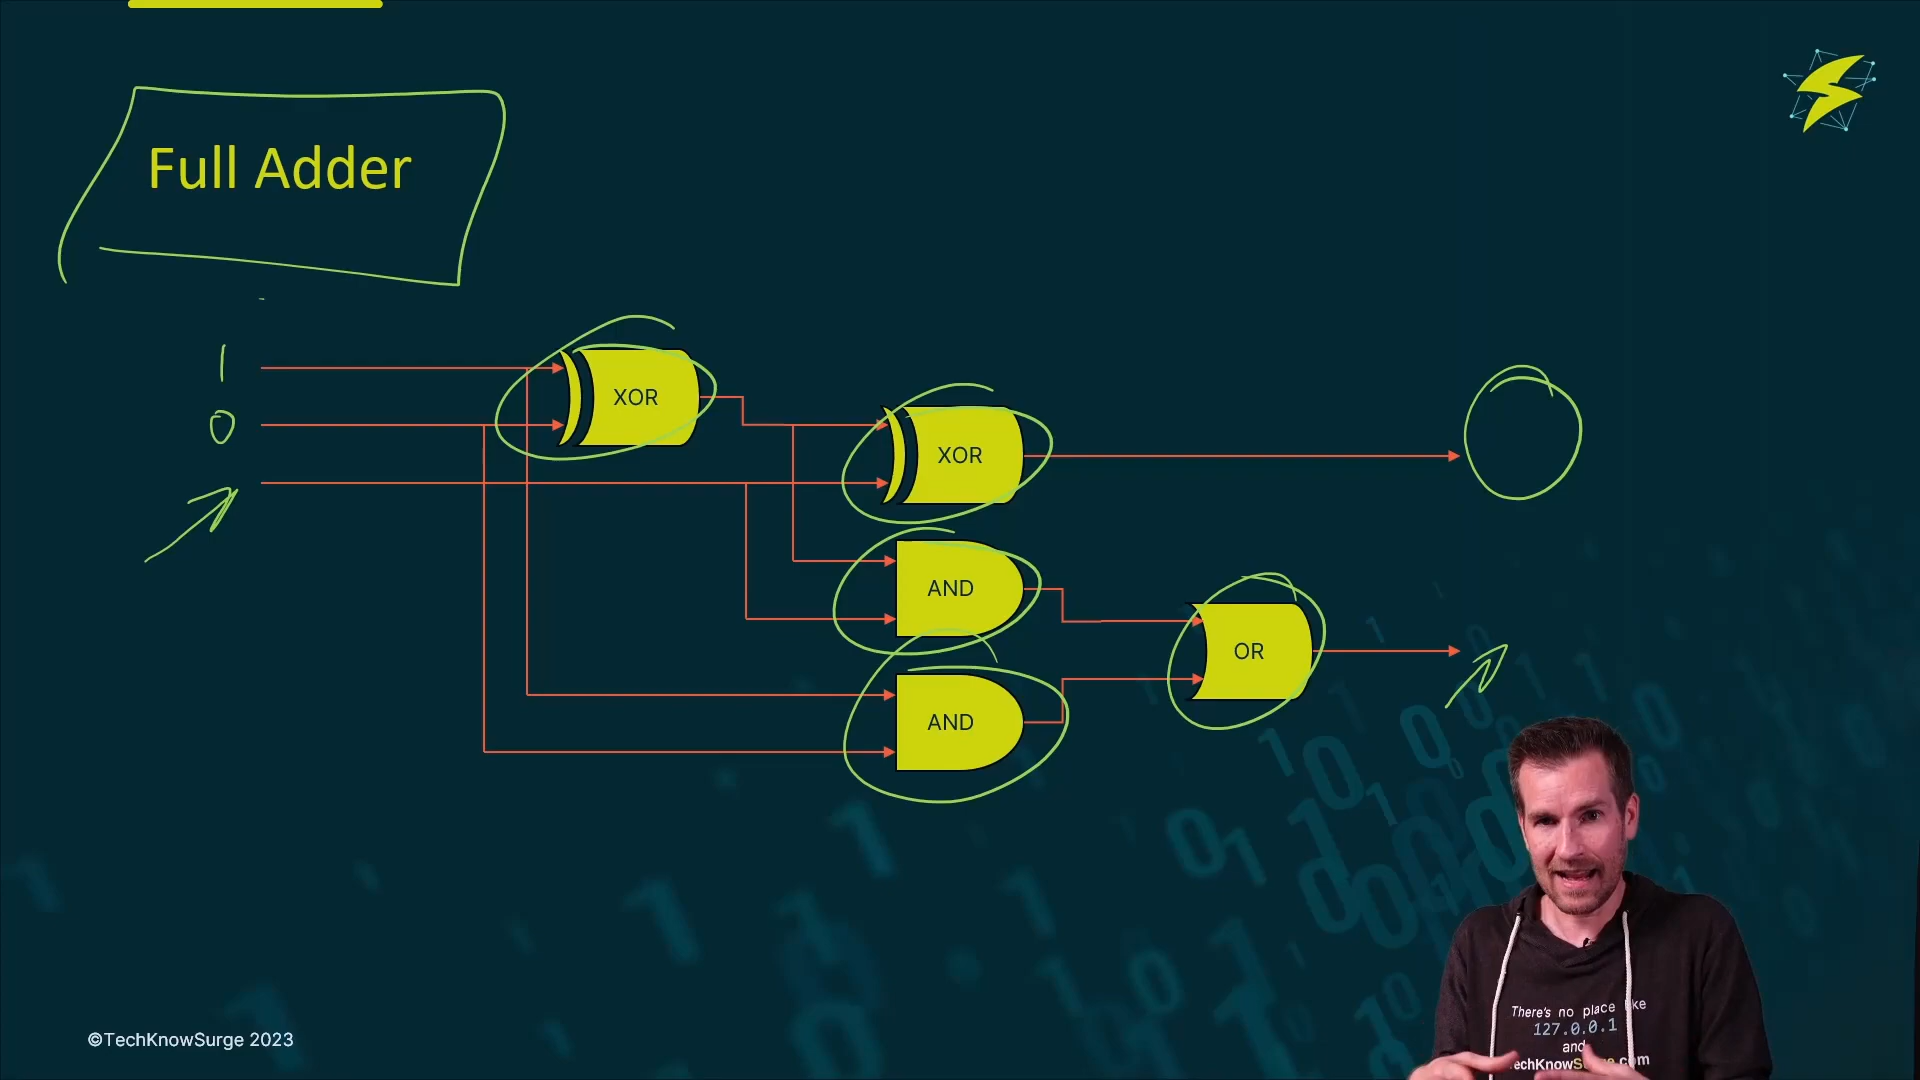 Full Adder
1
0
XOR
XOR
AND
OR
AND
There's no place like
127.0.0.1
and
©TechKnowSurge 2023